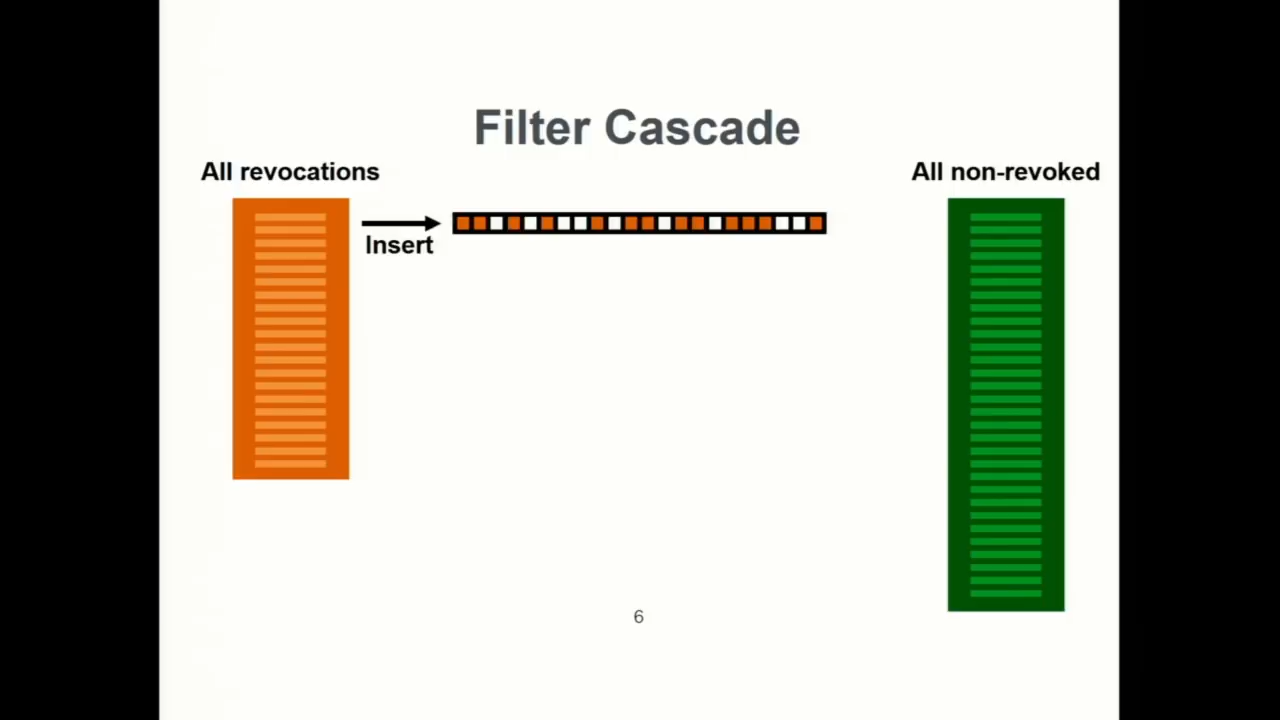 Filter Cascade
All revocations
All non-revoked
Insert
6